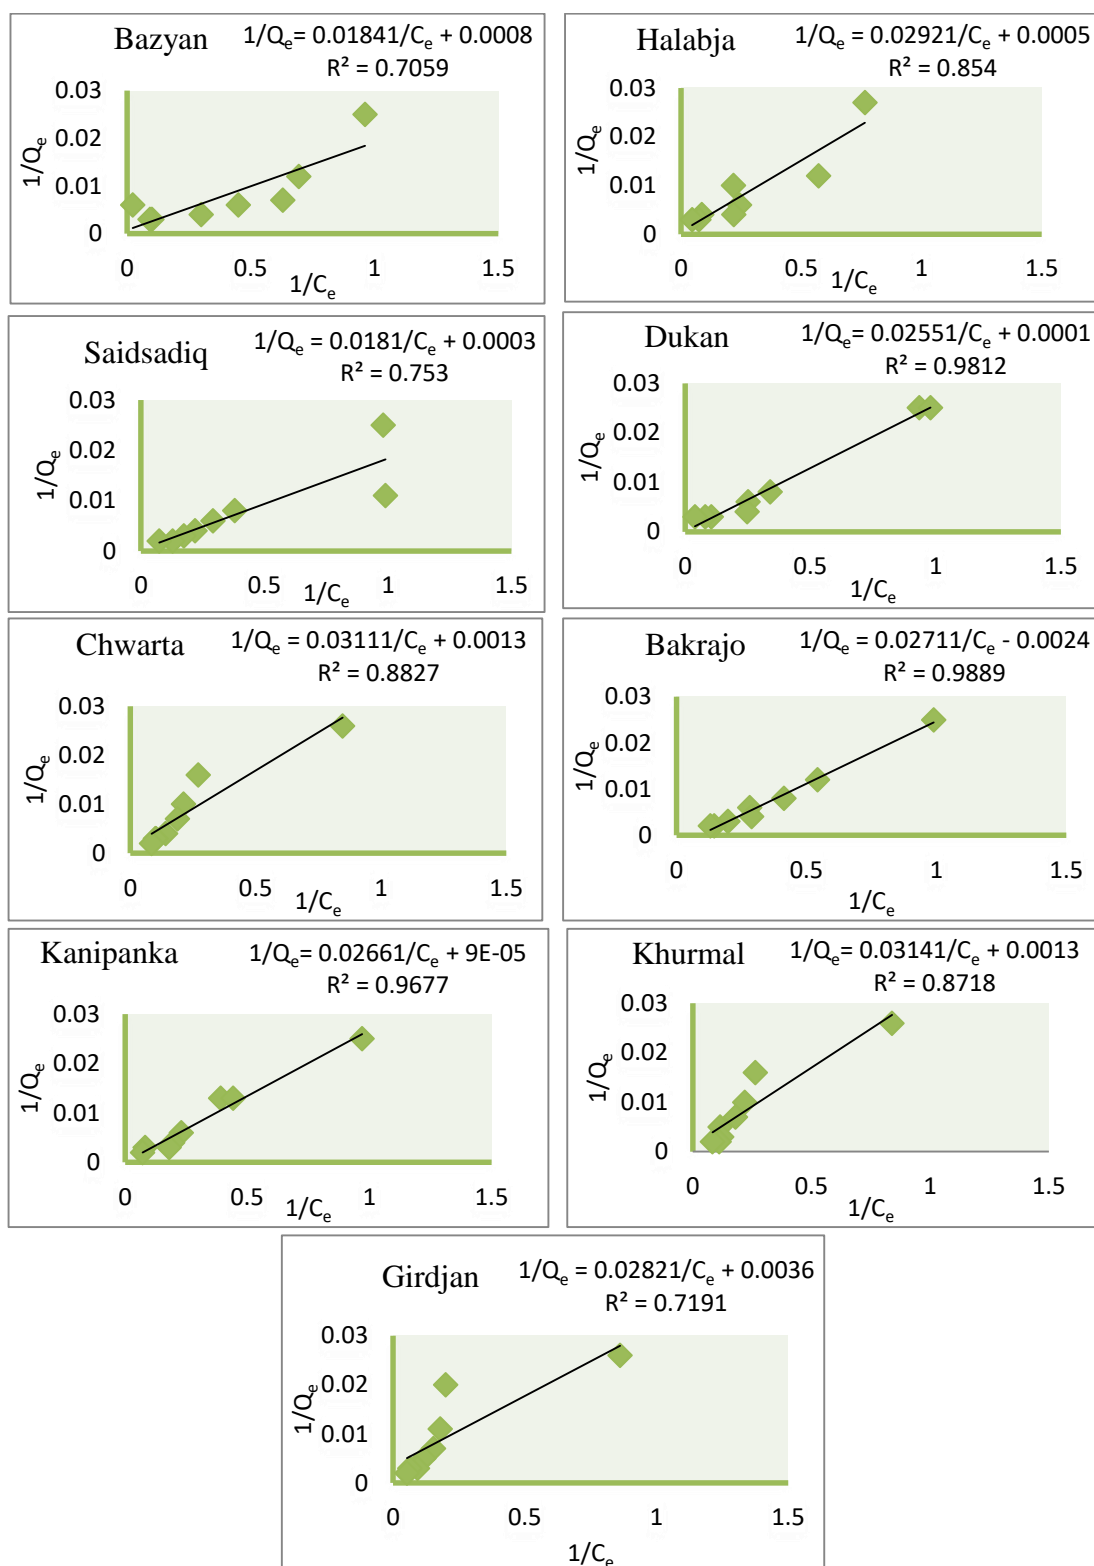 Bazyan
1/Qₑ= 0.01841/Cₑ + 0.0008
R² = 0.7059
0.03
0.02
0.01
0
1/Qₑ
0
0.5
1
1.5
1/Cₑ
Halabja
1/Qₑ= 0.02921/Cₑ + 0.0005
R² = 0.854
0.03
0.02
0.01
0
1/Qₑ
0
0.5
1
1.5
1/Cₑ
Saidsadiq
1/Qₑ = 0.0181/Cₑ + 0.0003
R² = 0.753
0.03
0.02
0.01
0
1/Qₑ
0
0.5
1
1.5
1/Cₑ
Dukan
1/Qₑ= 0.02551/Cₑ + 0.0001
R² = 0.9812
0.03
0.02
0.01
0
1/Qₑ
0
0.5
1
1.5
1/Cₑ
Chwarta
1/Qₑ = 0.03111/Cₑ + 0.0013
R² = 0.8827
0.03
0.02
0.01
0
1/Qₑ
0
0.5
1
1.5
1/Cₑ
Bakrajo
1/Qₑ = 0.02711/Cₑ - 0.0024
R² = 0.9889
0.03
0.02
0.01
0
1/Qₑ
0
0.5
1
1.5
1/Cₑ
Kanipanka
1/Qₑ= 0.02661/Cₑ + 9E-05
R² = 0.9677
0.03
0.02
0.01
0
1/Qₑ
0
0.5
1
1.5
1/Cₑ
Khurmal
1/Qₑ = 0.03141/Cₑ + 0.0013
R² = 0.8718
0.03
0.02
0.01
0
1/Qₑ
0
0.5
1
1.5
1/Cₑ
Girdjan
1/Qₑ = 0.02821/Cₑ + 0.0036
R² = 0.7191
0.03
0.02
0.01
0
1/Qₑ
0
0.5
1
1.5
1/Cₑ